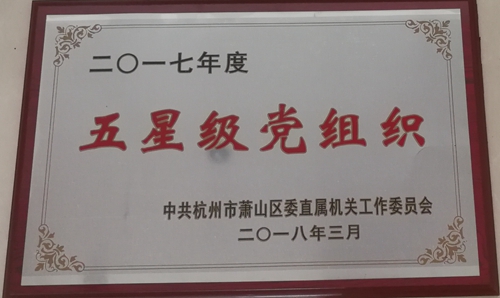 二〇一七年度
五星级党组织
中共杭州市萧山区委直属机关工作委员会
二〇一八年三月